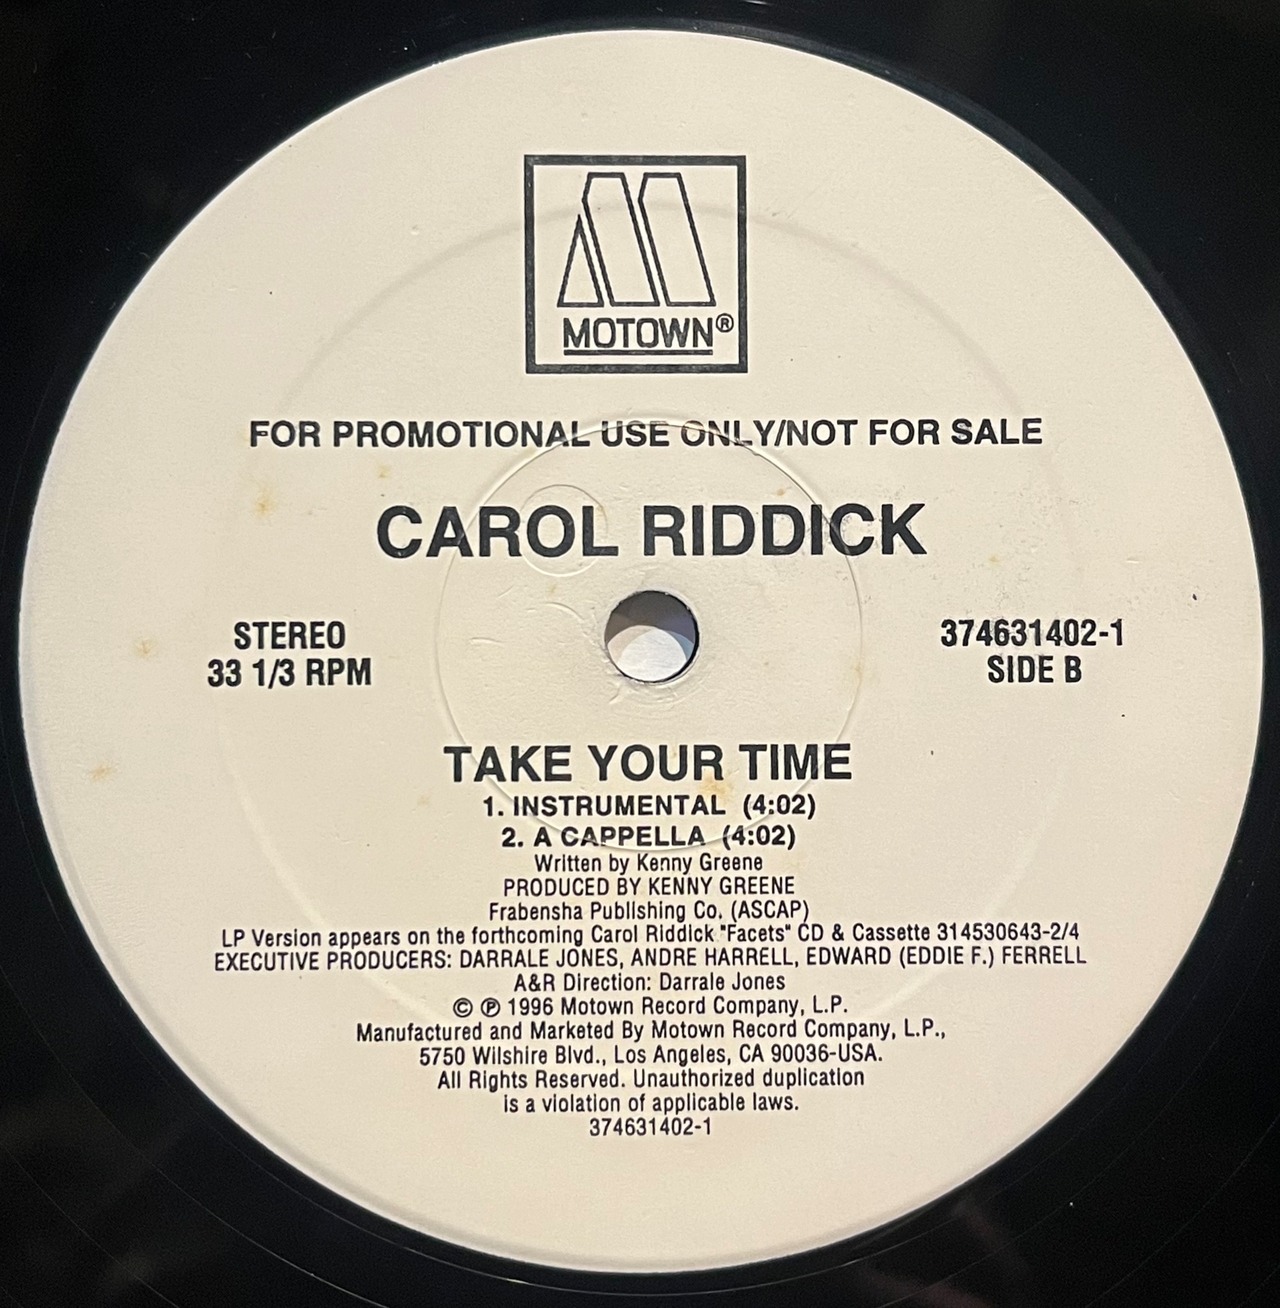 MOTOWN®
FOR PROMOTIONAL USE ONLY/NOT FOR SALE
CAROL RIDDICK
STEREO
33 1/3 RPM
374631402-1
SIDE B
TAKE YOUR TIME
1. INSTRUMENTAL (4:02)
2. A CAPPELLA (4:02)
Written by Kenny Greene
PRODUCED BY KENNY GREENE
Frabensha Publishing Co. (ASCAP)
LP Version appears on the forthcoming Carol Riddick "Facets" CD & Cassette 314530643-2/4
EXECUTIVE PRODUCERS: DARRALE JONES, ANDRE HARRELL, EDWARD (EDDIE F.) FERRELL
A&R Direction: Darrale Jones
© ℗ 1996 Motown Record Company, L.P.
Manufactured and Marketed By Motown Record Company, L.P.,
5750 Wilshire Blvd., Los Angeles, CA 90036-USA.
All Rights Reserved. Unauthorized duplication
is a violation of applicable laws.
374631402-1